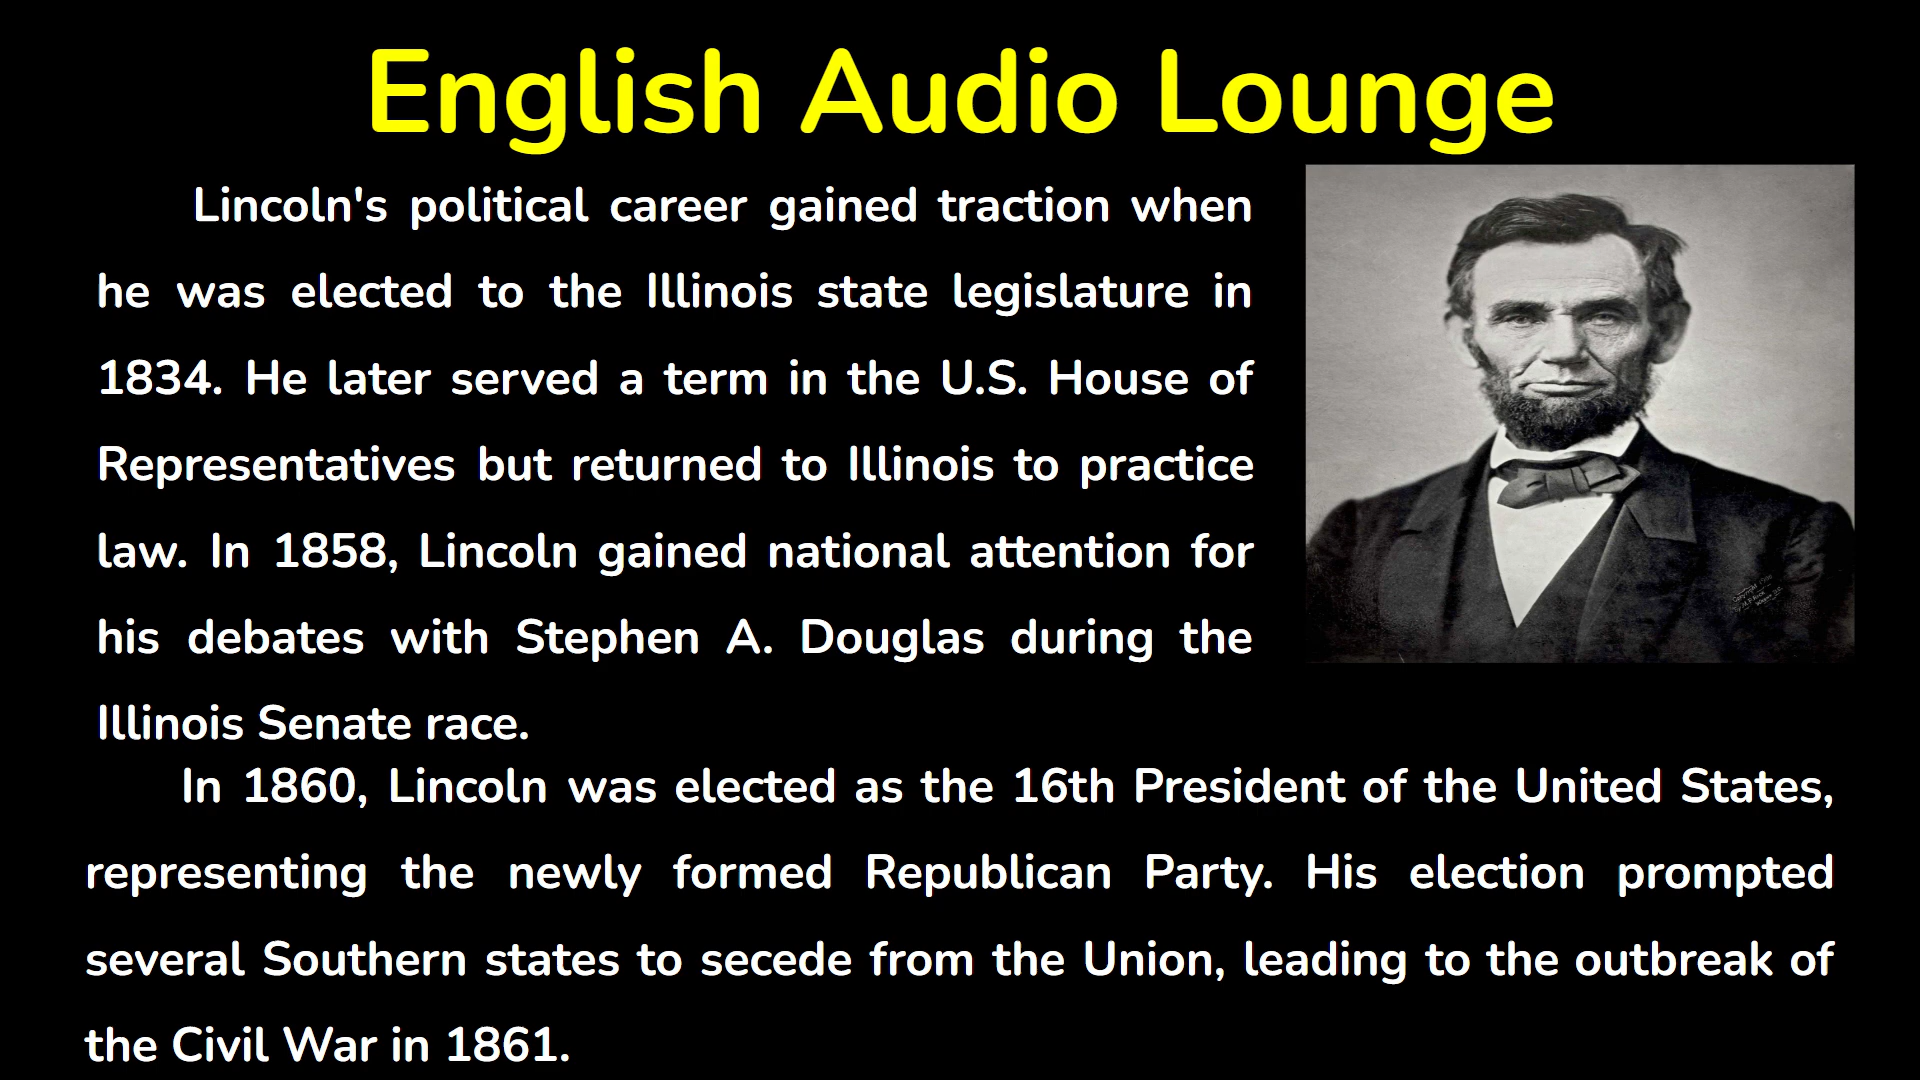 English Audio Lounge
Lincoln's political career gained traction when
he was elected to the Illinois state legislature in
1834. He later served a term in the U.S. House of
Representatives but returned to Illinois to practice
law. In 1858, Lincoln gained national attention for
his debates with Stephen A. Douglas during the
Illinois Senate race.
In 1860, Lincoln was elected as the 16th President of the United States,
representing the newly formed Republican Party. His election prompted
several Southern states to secede from the Union, leading to the outbreak of
the Civil War in 1861.